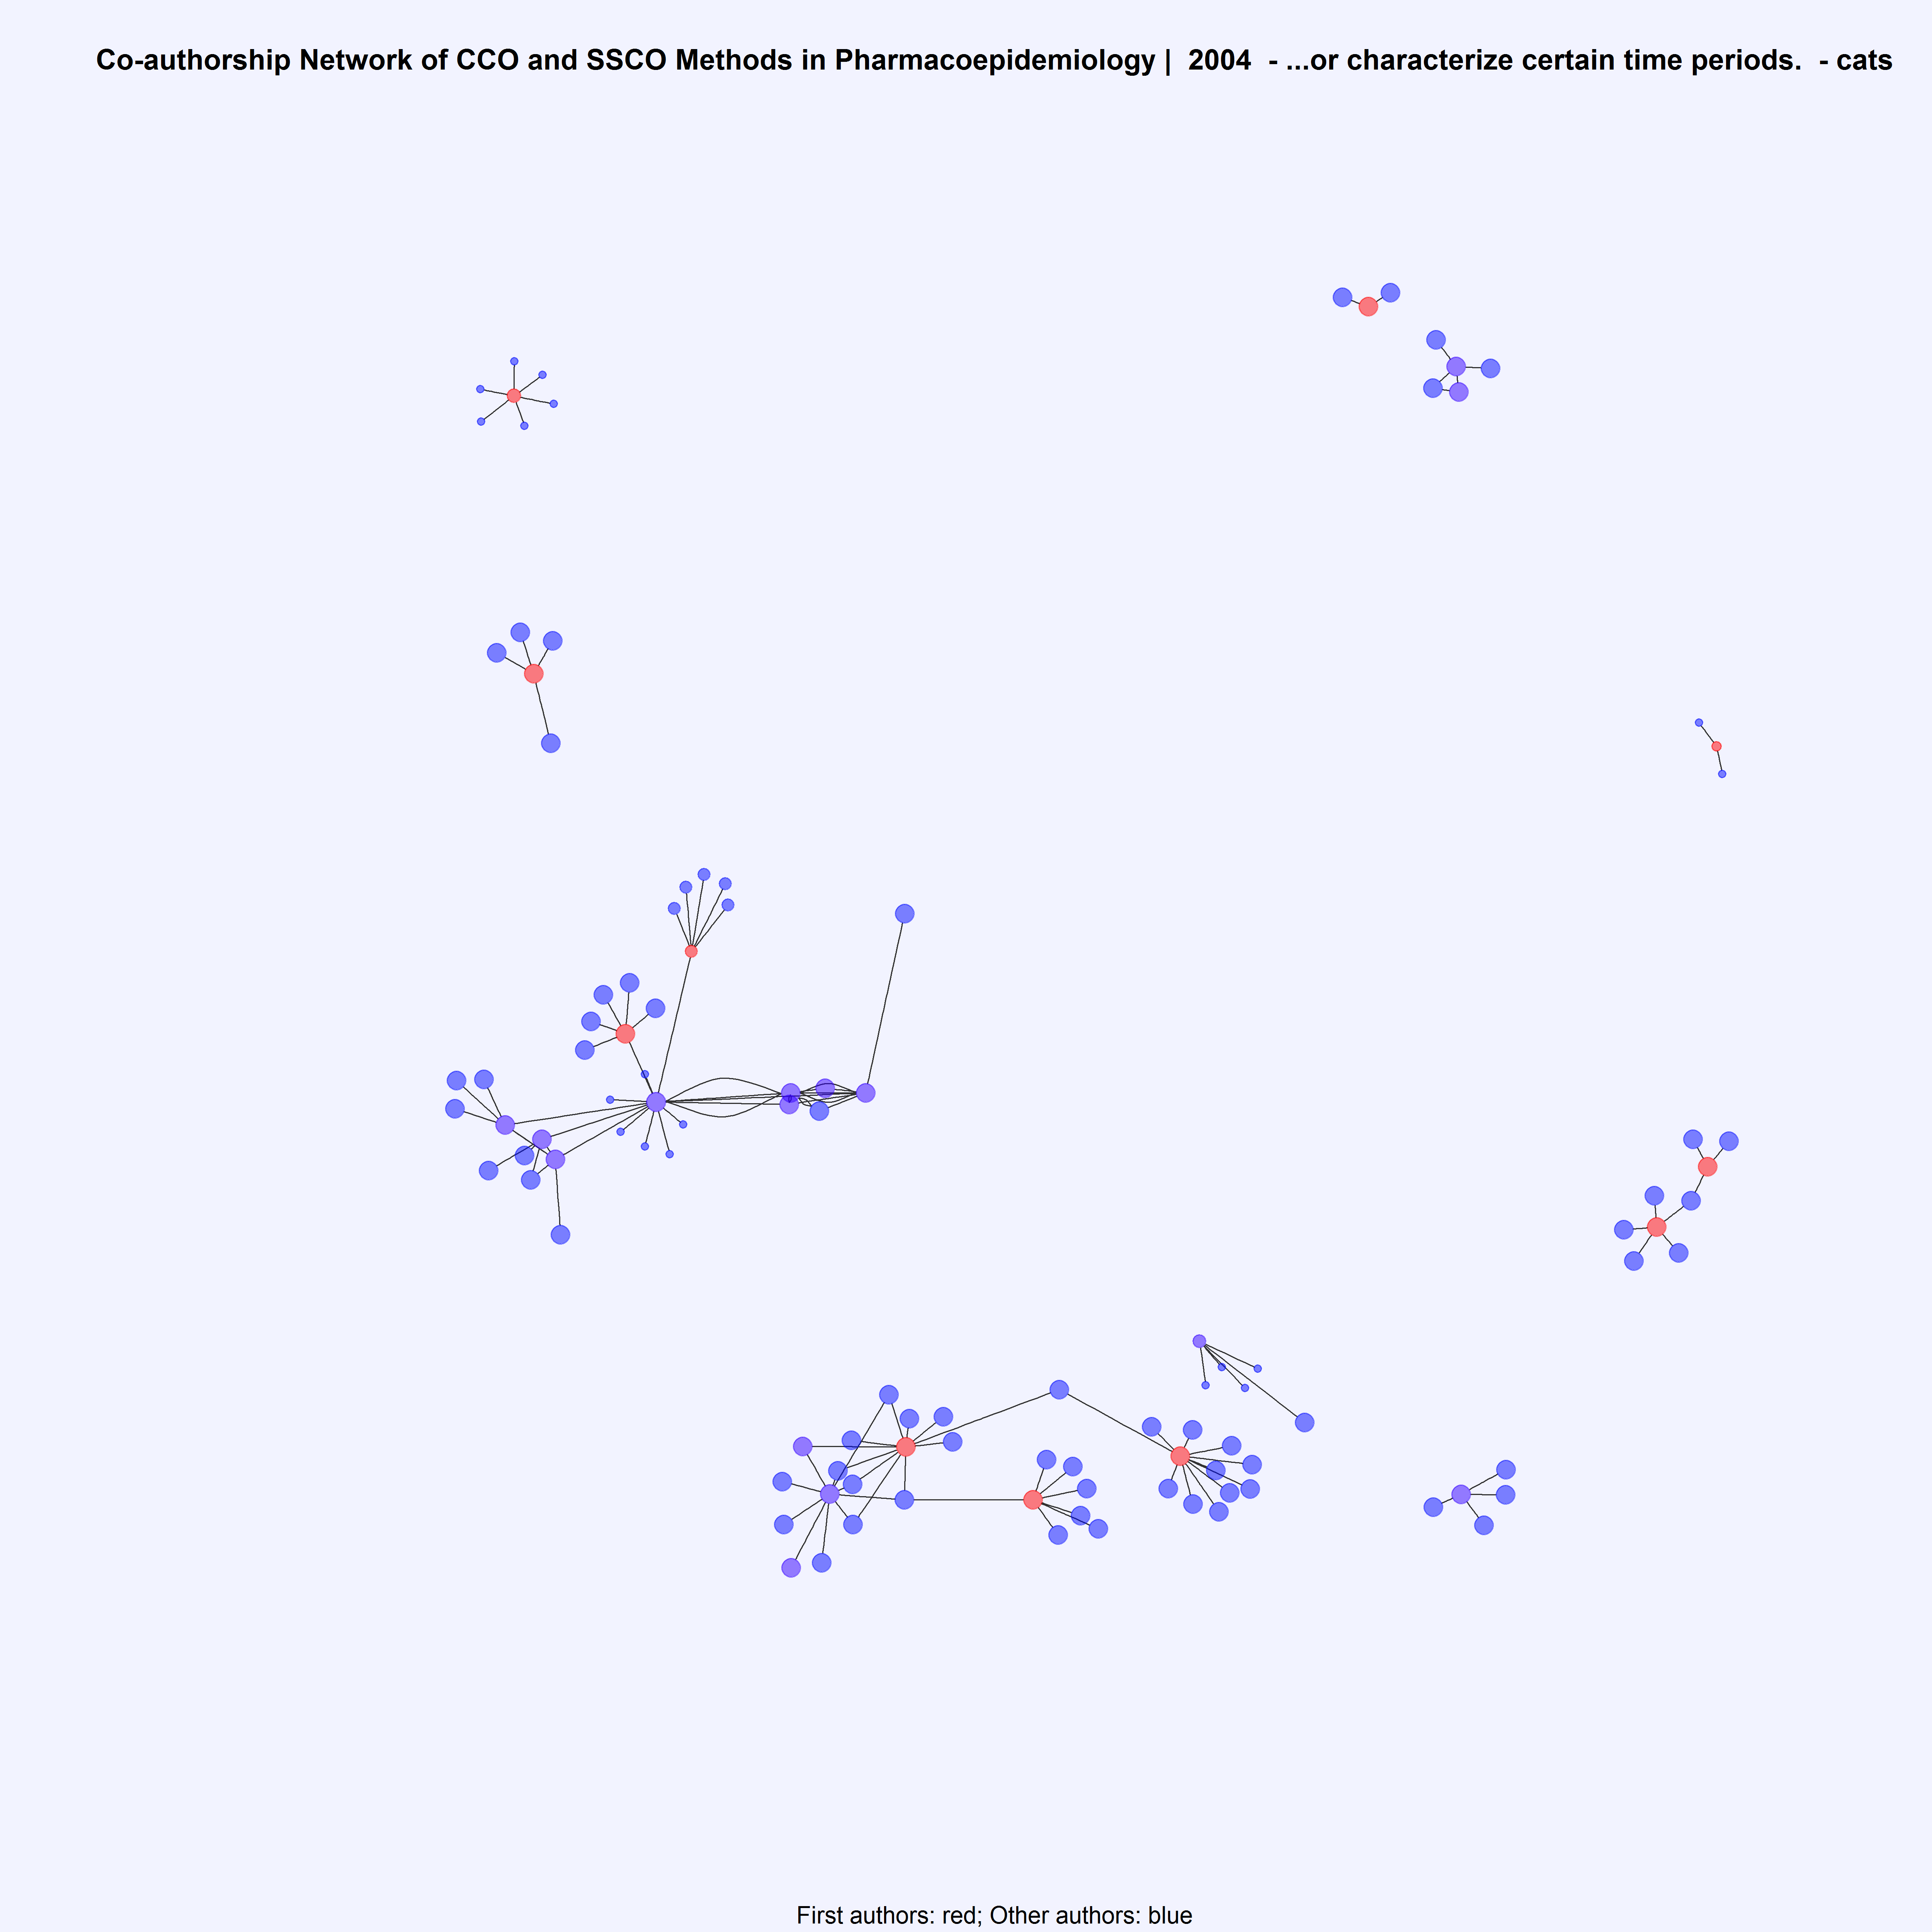 Co-authorship Network of CCO and SSCO Methods in Pharmacoepidemiology |  2004  - ...or characterize certain time periods.  - cats
First authors: red; Other authors: blue